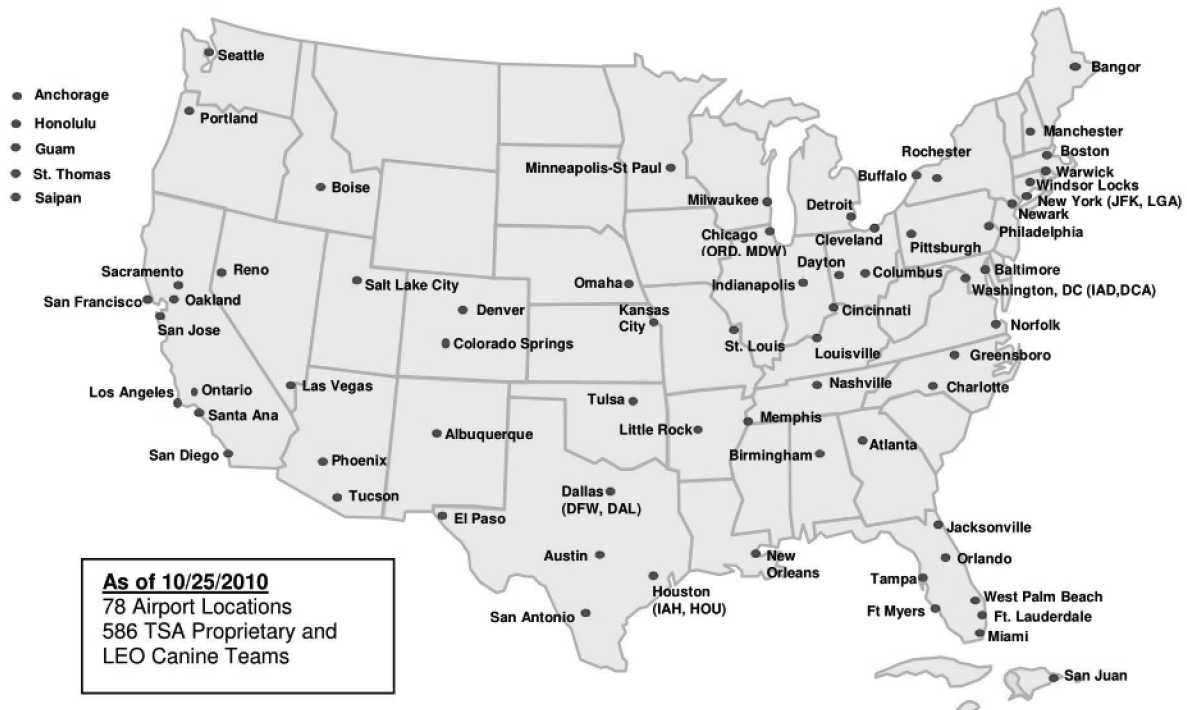 Seattle
Bangor
Anchorage
Portland
Honolulu
Manchester
Guam
Rochester
Boston
Minneapolis-St Paul
St. Thomas
Buffalo
Warwick
Boise
Windsor Locks
Saipan
Milwaukee
Detroit
New York (JFK, LGA)
Newark
Chicago
(ORD, MDW)
Cleveland
Philadelphia
Pittsburgh
Sacramento
Reno
Dayton
Columbus
Baltimore
Salt Lake City
Omaha
Indianapolis
Washington, DC (IAD,DCA)
San Francisco
Oakland
Denver
Kansas
City
Cincinnati
San Jose
Norfolk
Colorado Springs
St. Louis
Louisville
Greensboro
Los Angeles
Ontario
Las Vegas
Nashville
Charlotte
Tulsa
Santa Ana
Memphis
Little Rock
Albuquerque
Atlanta
San Diego
Phoenix
Birmingham
Tucson
Dallas
(DFW, DAL)
El Paso
Jacksonville
Austin
New
Orleans
Orlando
Tampa
Houston
(IAH, HOU)
West Palm Beach
San Antonio
Ft Myers
Ft. Lauderdale
Miami
San Juan
As of 10/25/2010
78 Airport Locations
586 TSA Proprietary and
LEO Canine Teams